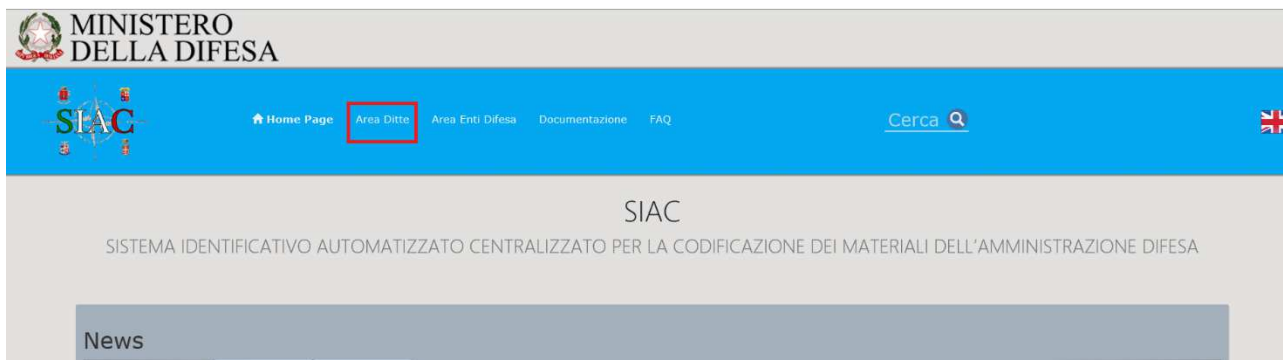 MINISTERO
DELLA DIFESA
SIAC
Home Page Area Ditte Area Enti Difesa Documentazione FAQ Cerca
SIAC
SISTEMA IDENTIFICATIVO AUTOMATIZZATO CENTRALIZZATO PER LA CODIFICAZIONE DEI MATERIALI DELL'AMMINISTRAZIONE DIFESA
News